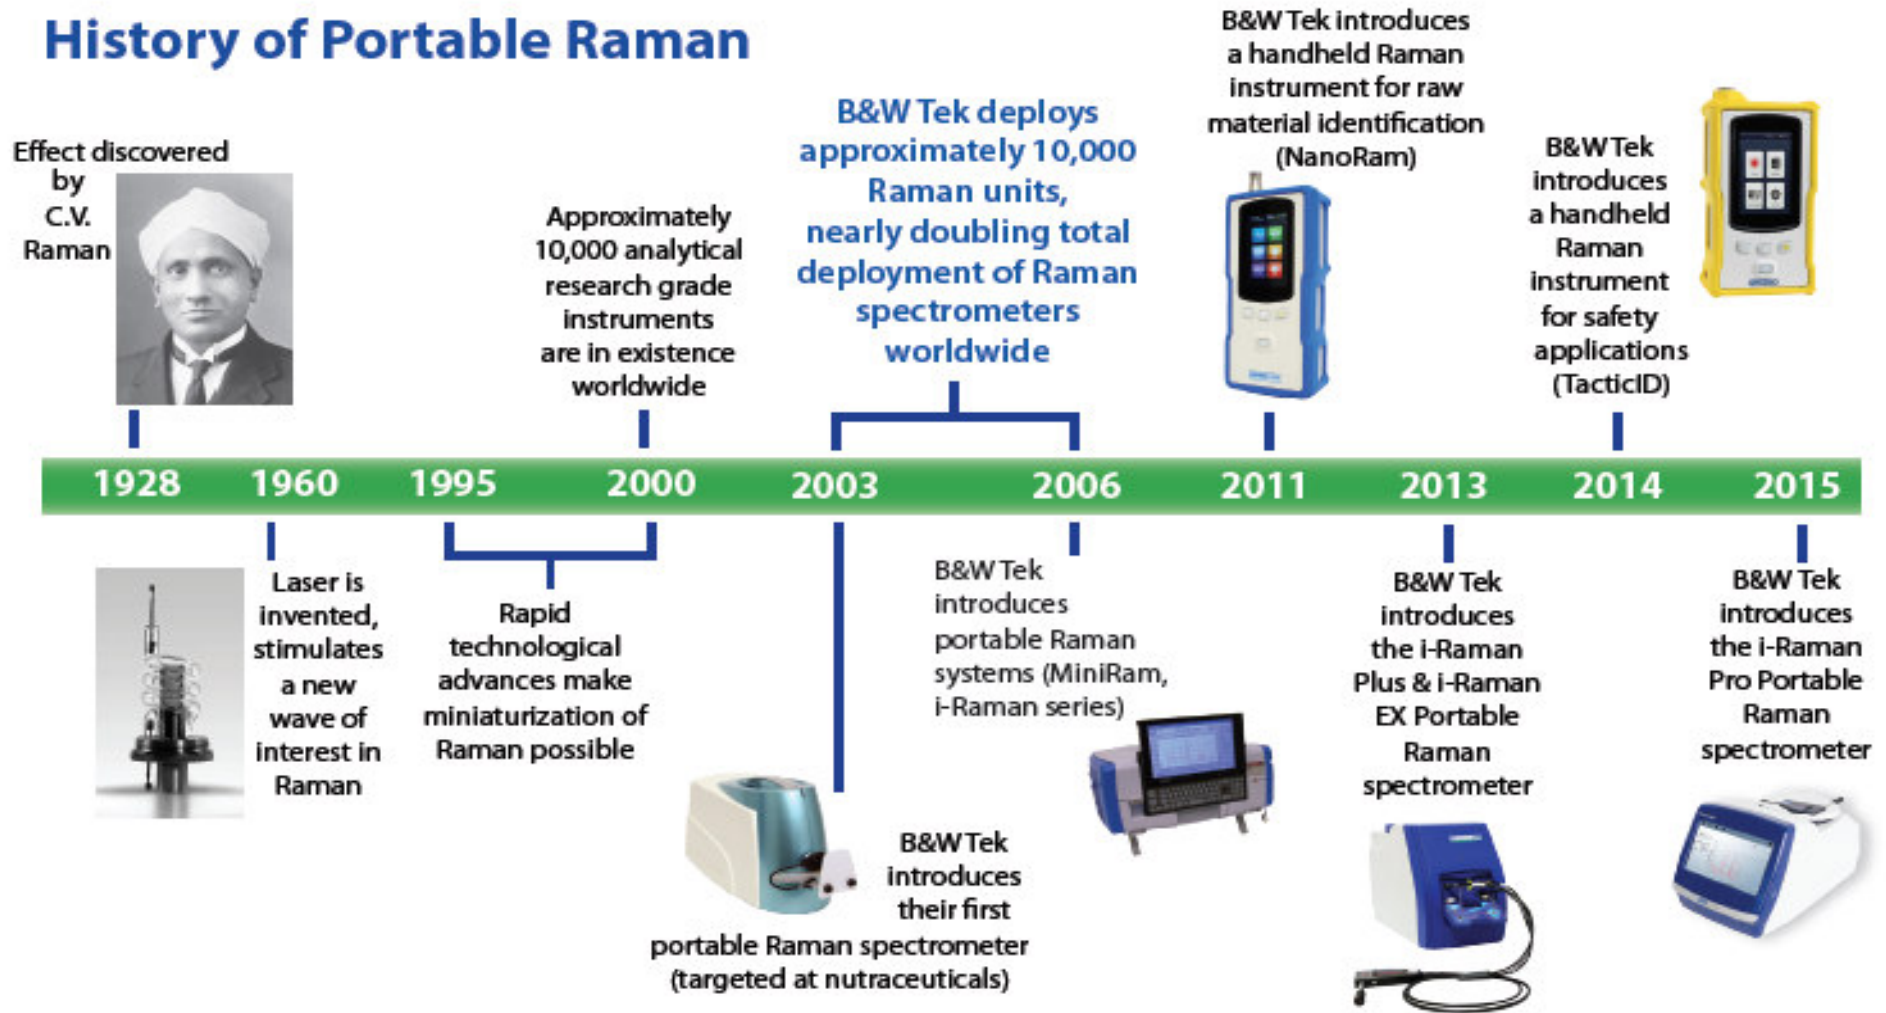 History of Portable Raman
Effect discovered
by
C.V.
Raman
Approximately
10,000 analytical
research grade
instruments
are in existence
worldwide
B&W Tek deploys
approximately 10,000
Raman units,
nearly doubling total
deployment of Raman
spectrometers
worldwide
B&W Tek introduces
a handheld Raman
instrument for raw
material identification
(NanoRam)
B&W Tek
introduces
a handheld
Raman
instrument
for safety
applications
(TacticID)
1928 1960 1995 2000 2003 2006 2011 2013 2014 2015
Laser is
invented,
stimulates
a new
wave of
interest in
Raman
Rapid
technological
advances make
miniaturization of
Raman possible
B&W Tek
introduces
their first
portable Raman spectrometer
(targeted at nutraceuticals)
B&W Tek
introduces
portable Raman
systems (MiniRam,
i-Raman series)
B&W Tek
introduces
the i-Raman
Plus & i-Raman
EX Portable
Raman
spectrometer
B&W Tek
introduces
the i-Raman
Pro Portable
Raman
spectrometer